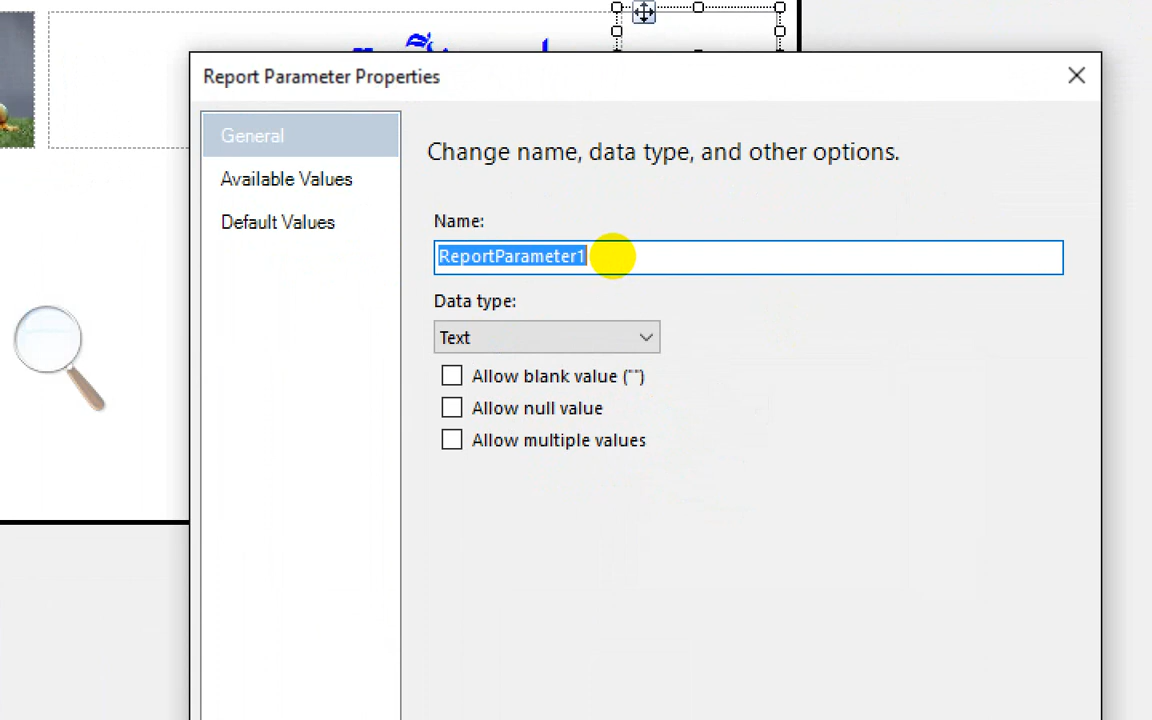 Report Parameter Properties
General
Available Values
Default Values
Change name, data type, and other options.
Name:
ReportParameter1
Data type:
Text
Allow blank value ("")
Allow null value
Allow multiple values